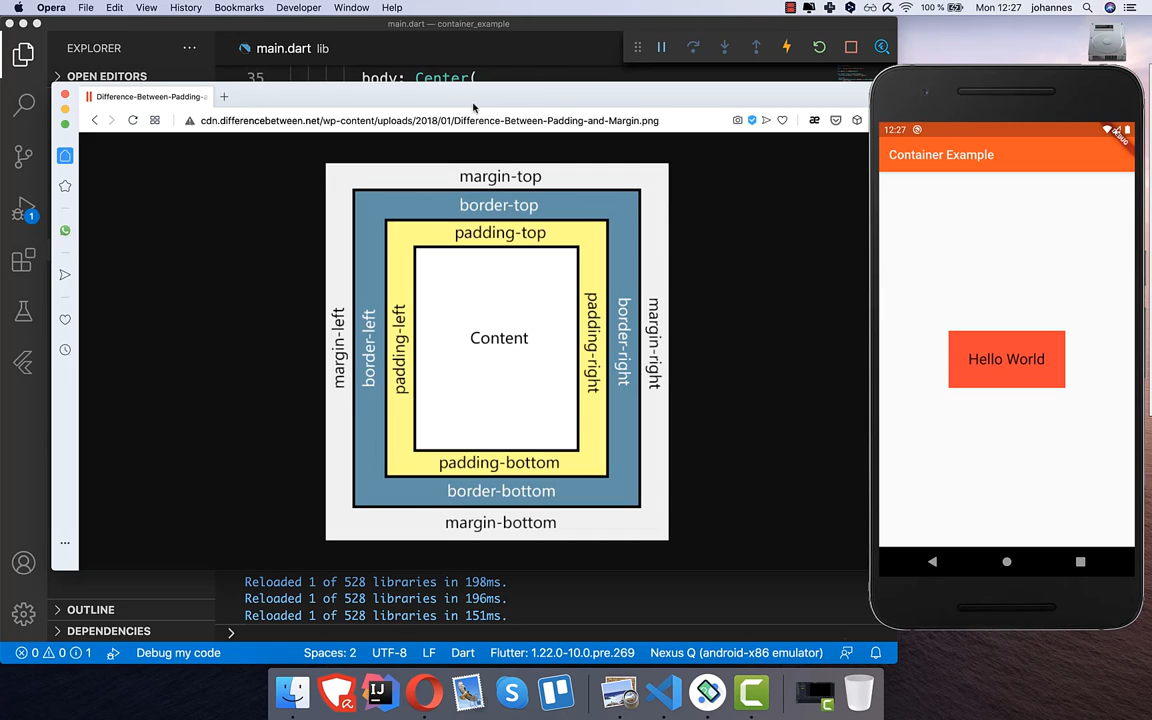 Opera File Edit View History Bookmarks Developer Window Help 100 % Mon 12:27 johannes
main.dart — container_example
EXPLORER
main.dart lib
OPEN EDITORS
35 body: Center(
Difference-Between-Padding-a
cdn.differencebetween.net/wp-content/uploads/2018/01/Difference-Between-Padding-and-Margin.png
margin-top
border-top
padding-top
margin-left
border-left
padding-left
Content
padding-right
border-right
margin-right
padding-bottom
border-bottom
margin-bottom
1
12:27
DEBUG
Container Example
Hello World
Reloaded 1 of 528 libraries in 198ms.
Reloaded 1 of 528 libraries in 196ms.
Reloaded 1 of 528 libraries in 151ms.
OUTLINE
DEPENDENCIES
0 0 1 Debug my code Spaces: 2 UTF-8 LF Dart Flutter: 1.22.0-10.0.pre.269 Nexus Q (android-x86 emulator)